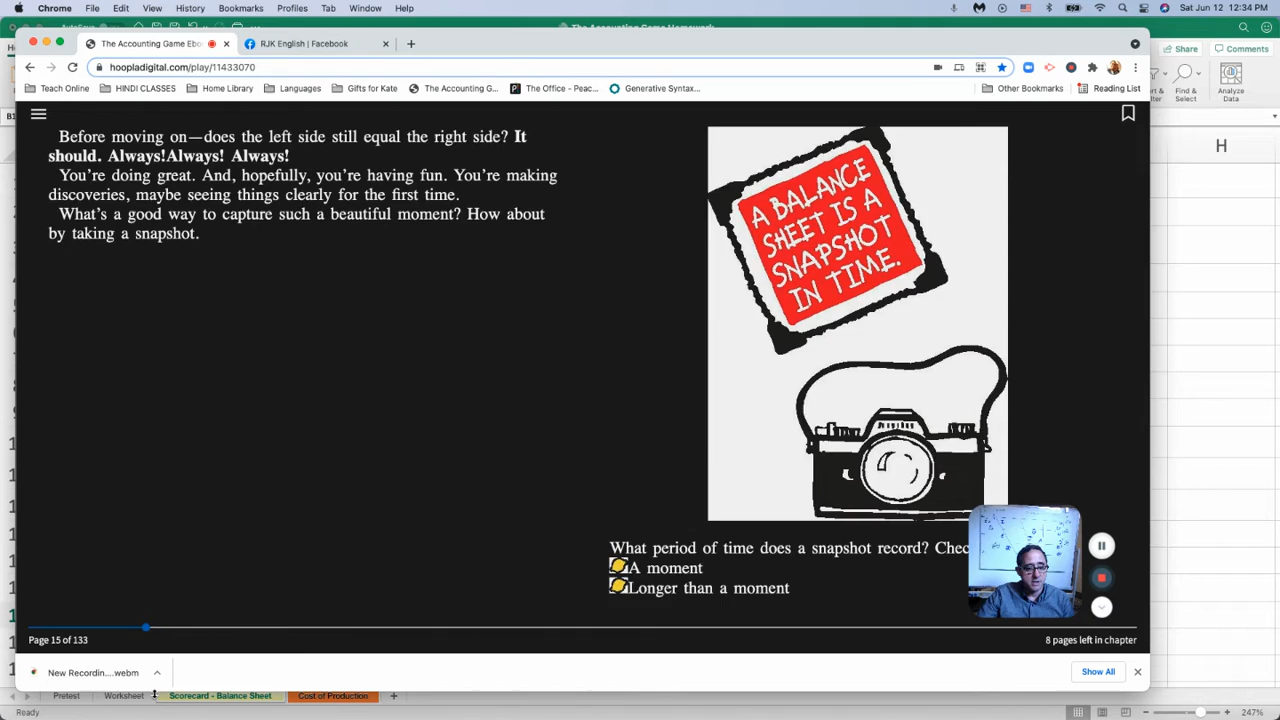 Chrome File Edit View History Bookmarks Profiles Tab Window Help Sat Jun 12 12:34 PM
The Accounting Game Homework
The Accounting Game Ebo RJK English | Facebook
Share Comments
hoopladigital.com/play/11433070
Teach Online HINDI CLASSES Home Library Languages Gifts for Kate The Accounting G... The Office - Peac... Generative Syntax... Other Bookmarks Reading List
Find & Select
Analyze Data
H
Before moving on—does the left side still equal the right side? It
should. Always!Always! Always!
You're doing great. And, hopefully, you're having fun. You're making
discoveries, maybe seeing things clearly for the first time.
What's a good way to capture such a beautiful moment? How about
by taking a snapshot.
A BALANCE
SHEET IS A
SNAPSHOT
IN TIME.
What period of time does a snapshot record? Chec
A moment
Longer than a moment
Page 15 of 133
8 pages left in chapter
New Recordin....webm
Show All
Pretest Worksheet Scorecard - Balance Sheet Cost of Production
Ready
247%